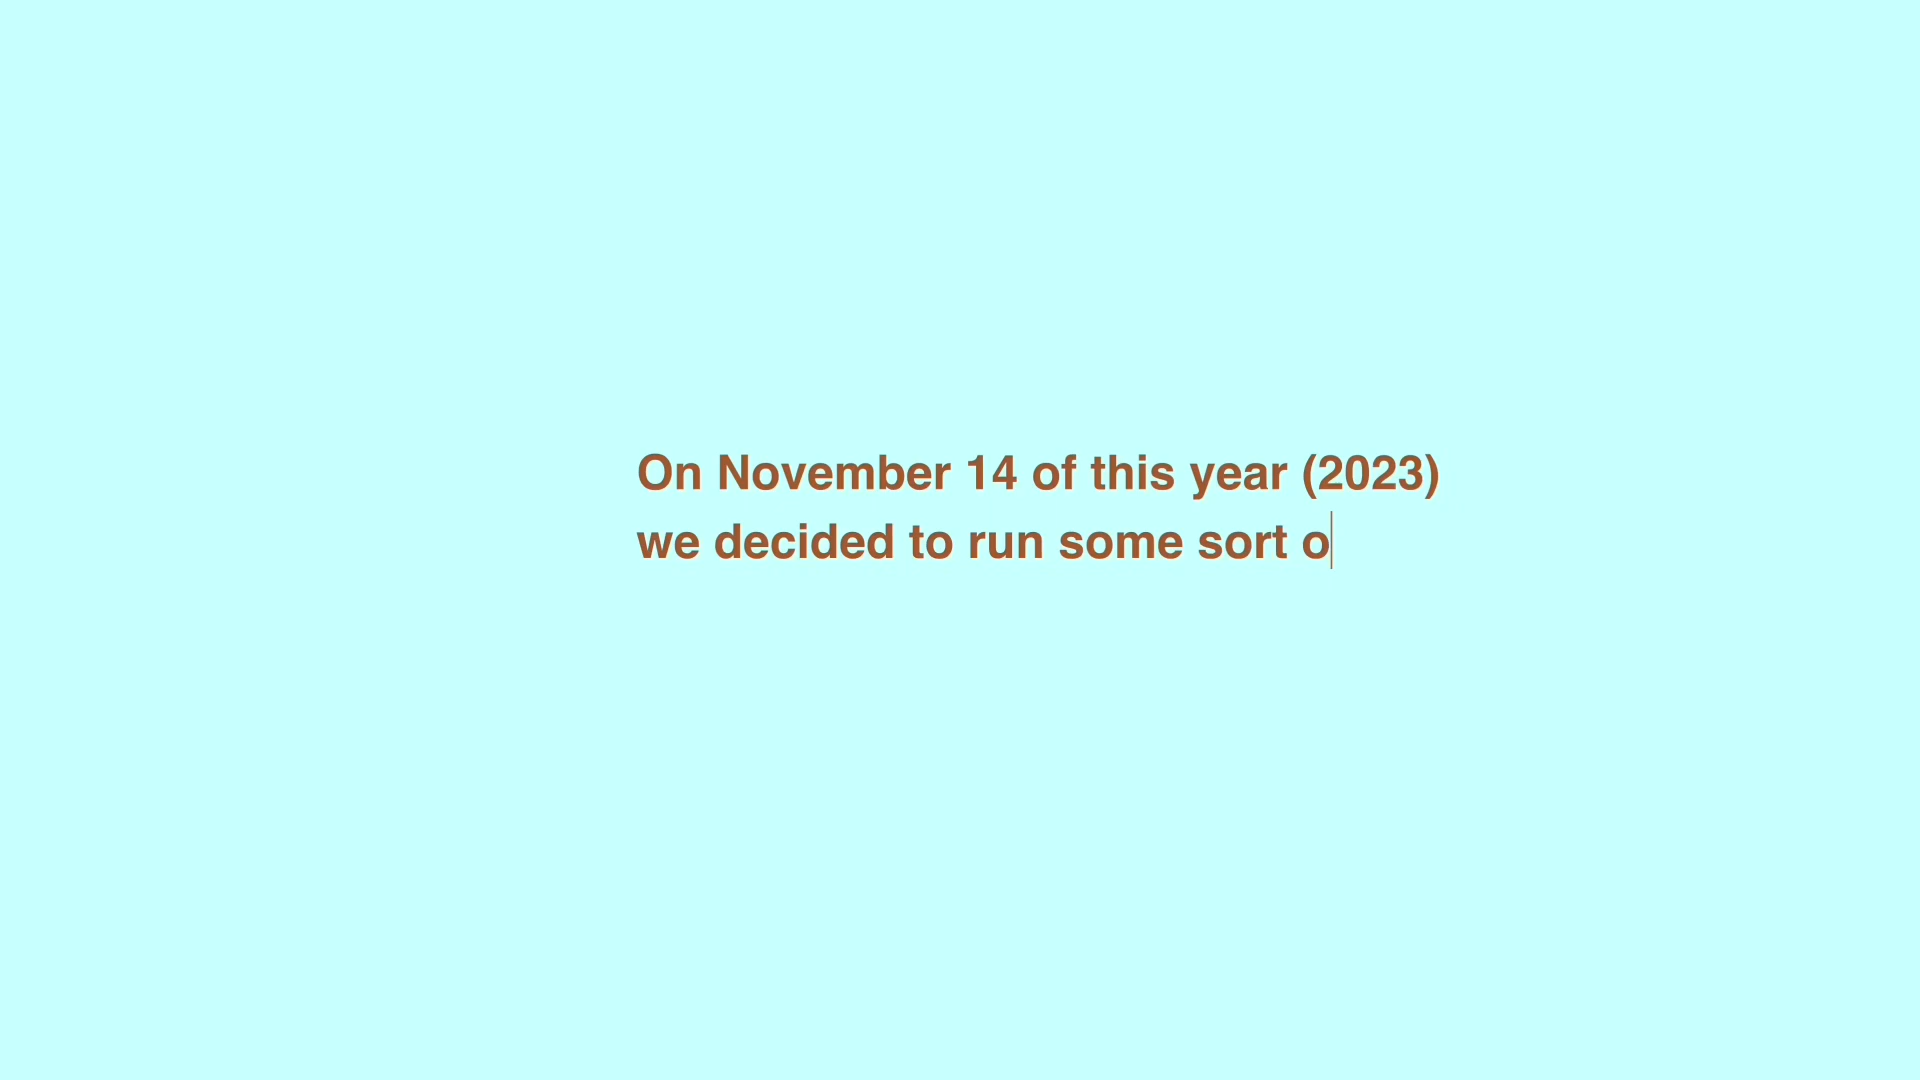 On November 14 of this year (2023)
we decided to run some sort o